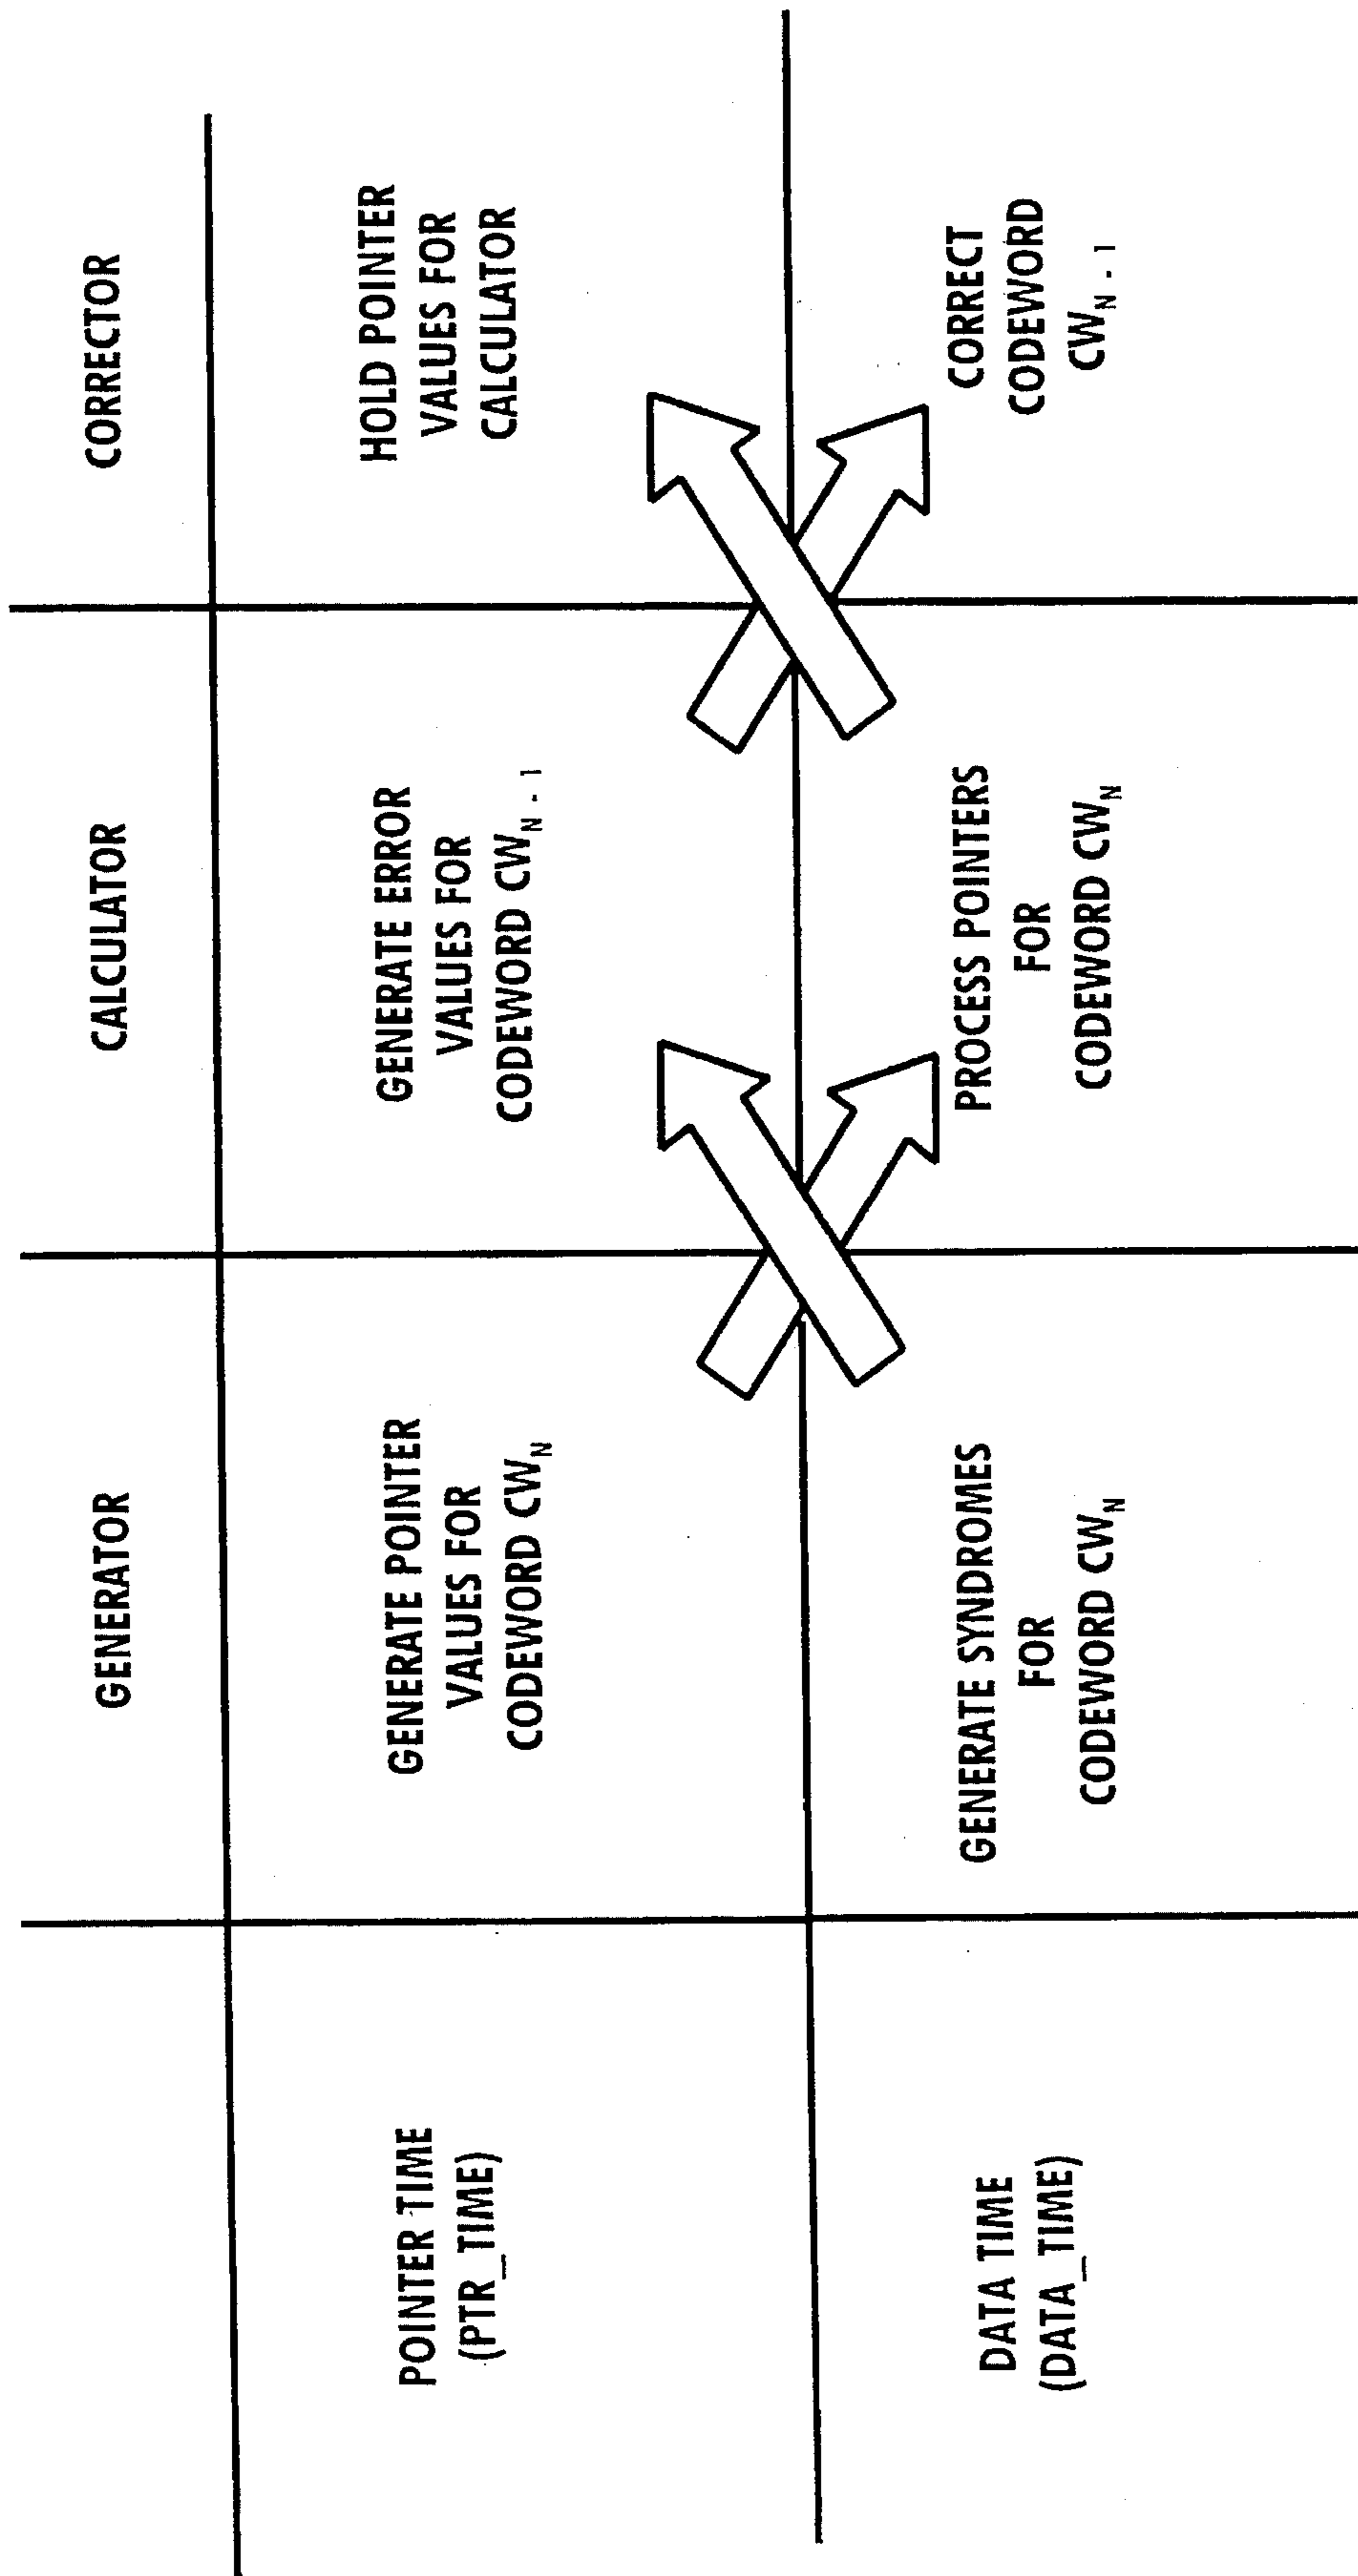 GENERATOR
CALCULATOR
CORRECTOR
POINTER TIME
(PTR_TIME)
GENERATE POINTER
VALUES FOR
CODEWORD CW_N
GENERATE ERROR
VALUES FOR
CODEWORD CW_N - 1
HOLD POINTER
VALUES FOR
CALCULATOR
DATA TIME
(DATA_TIME)
GENERATE SYNDROMES
FOR
CODEWORD CW_N
PROCESS POINTERS
FOR
CODEWORD CW_N
CORRECT
CODEWORD
CW_N - 1